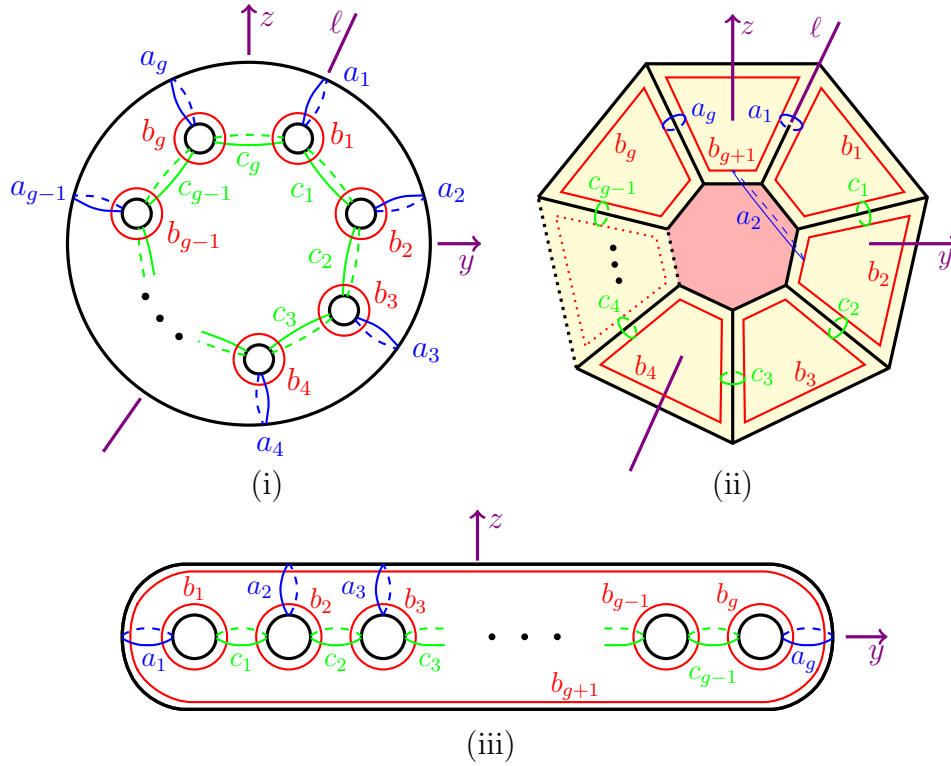 z
ℓ
a_g
a_1
b_g
c_g
b_1
c_{g-1}
c_1
a_{g-1}
a_2
b_{g-1}
b_2
y
c_2
b_3
c_3
a_3
b_4
a_4
(i)
z
ℓ
a_g
a_1
b_g
b_{g+1}
b_1
c_{g-1}
c_1
a_2
y
b_2
c_4
c_2
b_4
c_3
b_3
(ii)
z
b_1
a_2
b_2
a_3
b_3
b_{g-1}
b_g
a_1
c_1
c_2
c_3
· · · ·
c_{g-1}
a_g
y
b_{g+1}
(iii)